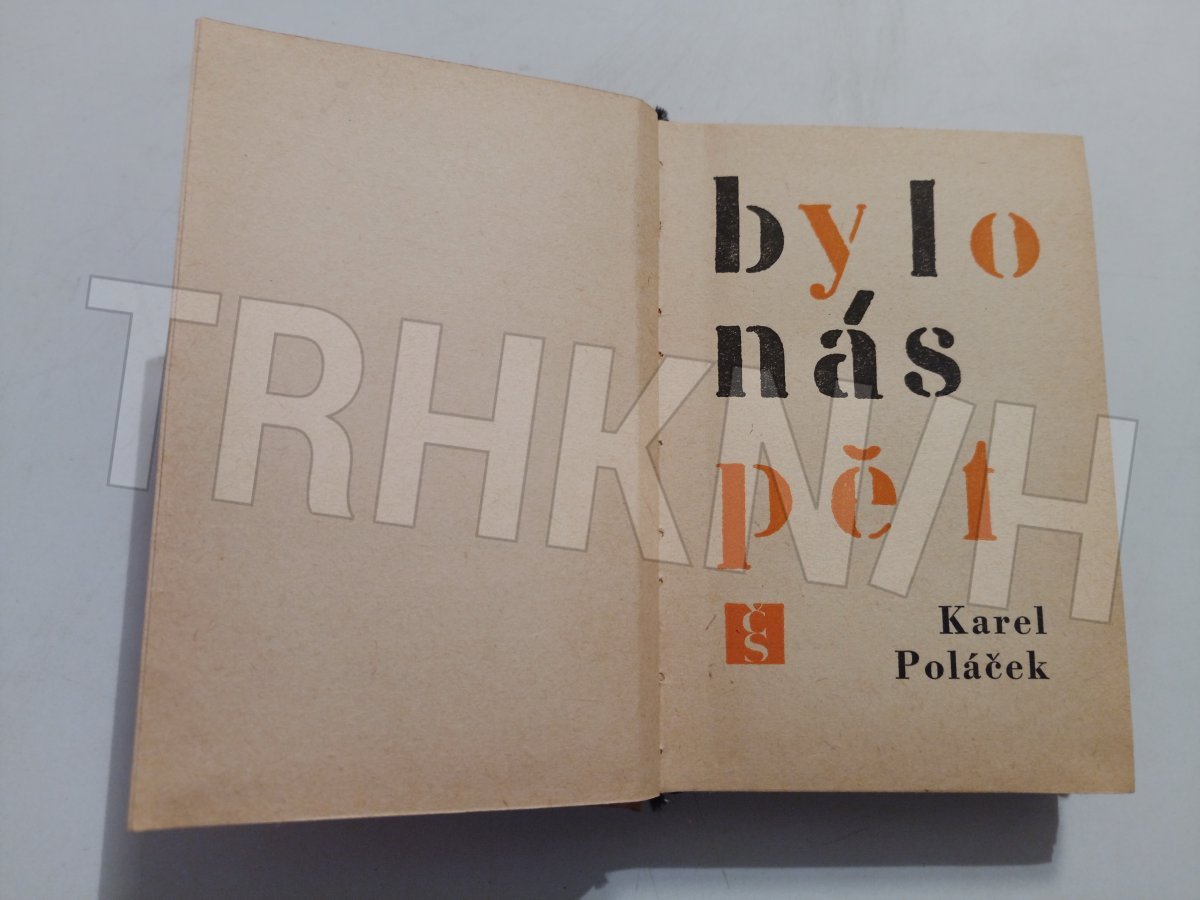 bylo
nás
pět
čs
Karel
Poláček
TRHKNIH